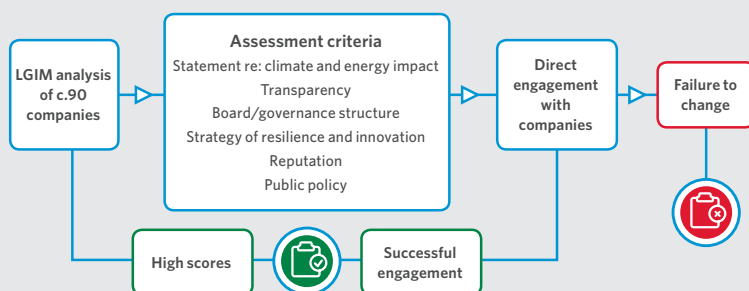 LGIM analysis
of c.90
companies
Assessment criteria
Statement re: climate and energy impact
Transparency
Board/governance structure
Strategy of resilience and innovation
Reputation
Public policy
Direct
engagement
with
companies
Failure to
change
High scores
Successful
engagement